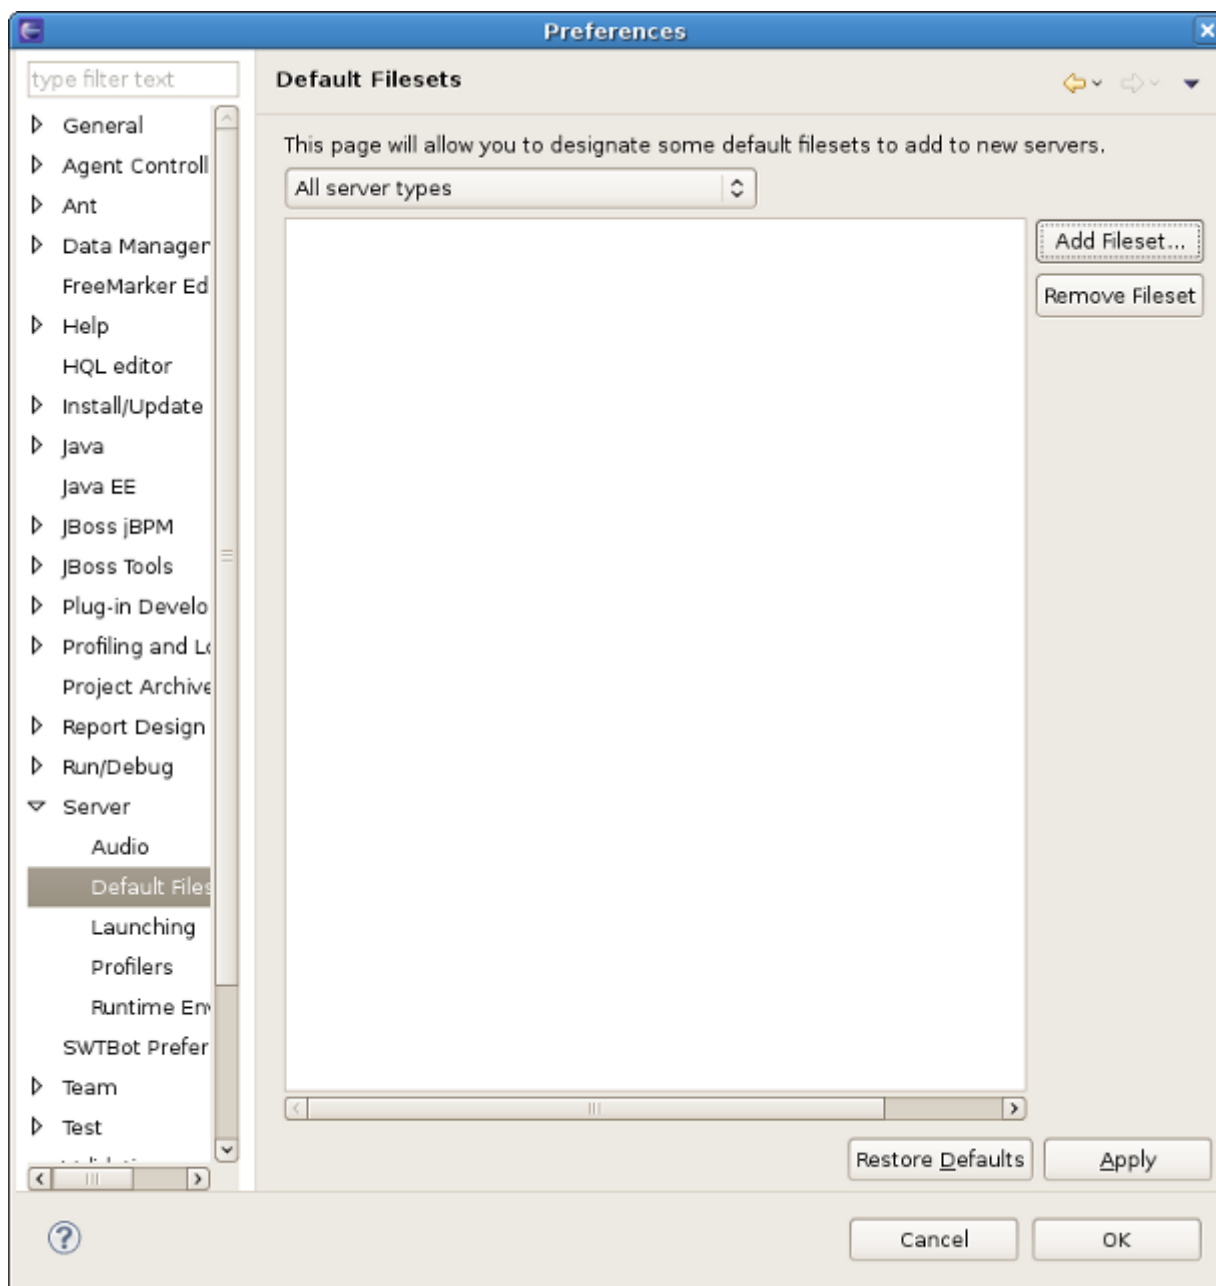 Preferences
type filter text
General
Agent Controll
Ant
Data Manager
FreeMarker Ed
Help
HQL editor
Install/Update
Java
Java EE
JBoss jBPM
JBoss Tools
Plug-in Develo
Profiling and Lo
Project Archive
Report Design
Run/Debug
Server
Audio
Default Files
Launching
Profilers
Runtime Env
SWTBot Prefer
Team
Test
Default Filesets
This page will allow you to designate some default filesets to add to new servers.
All server types
Add Fileset...
Remove Fileset
Restore Defaults
Apply
Cancel
OK